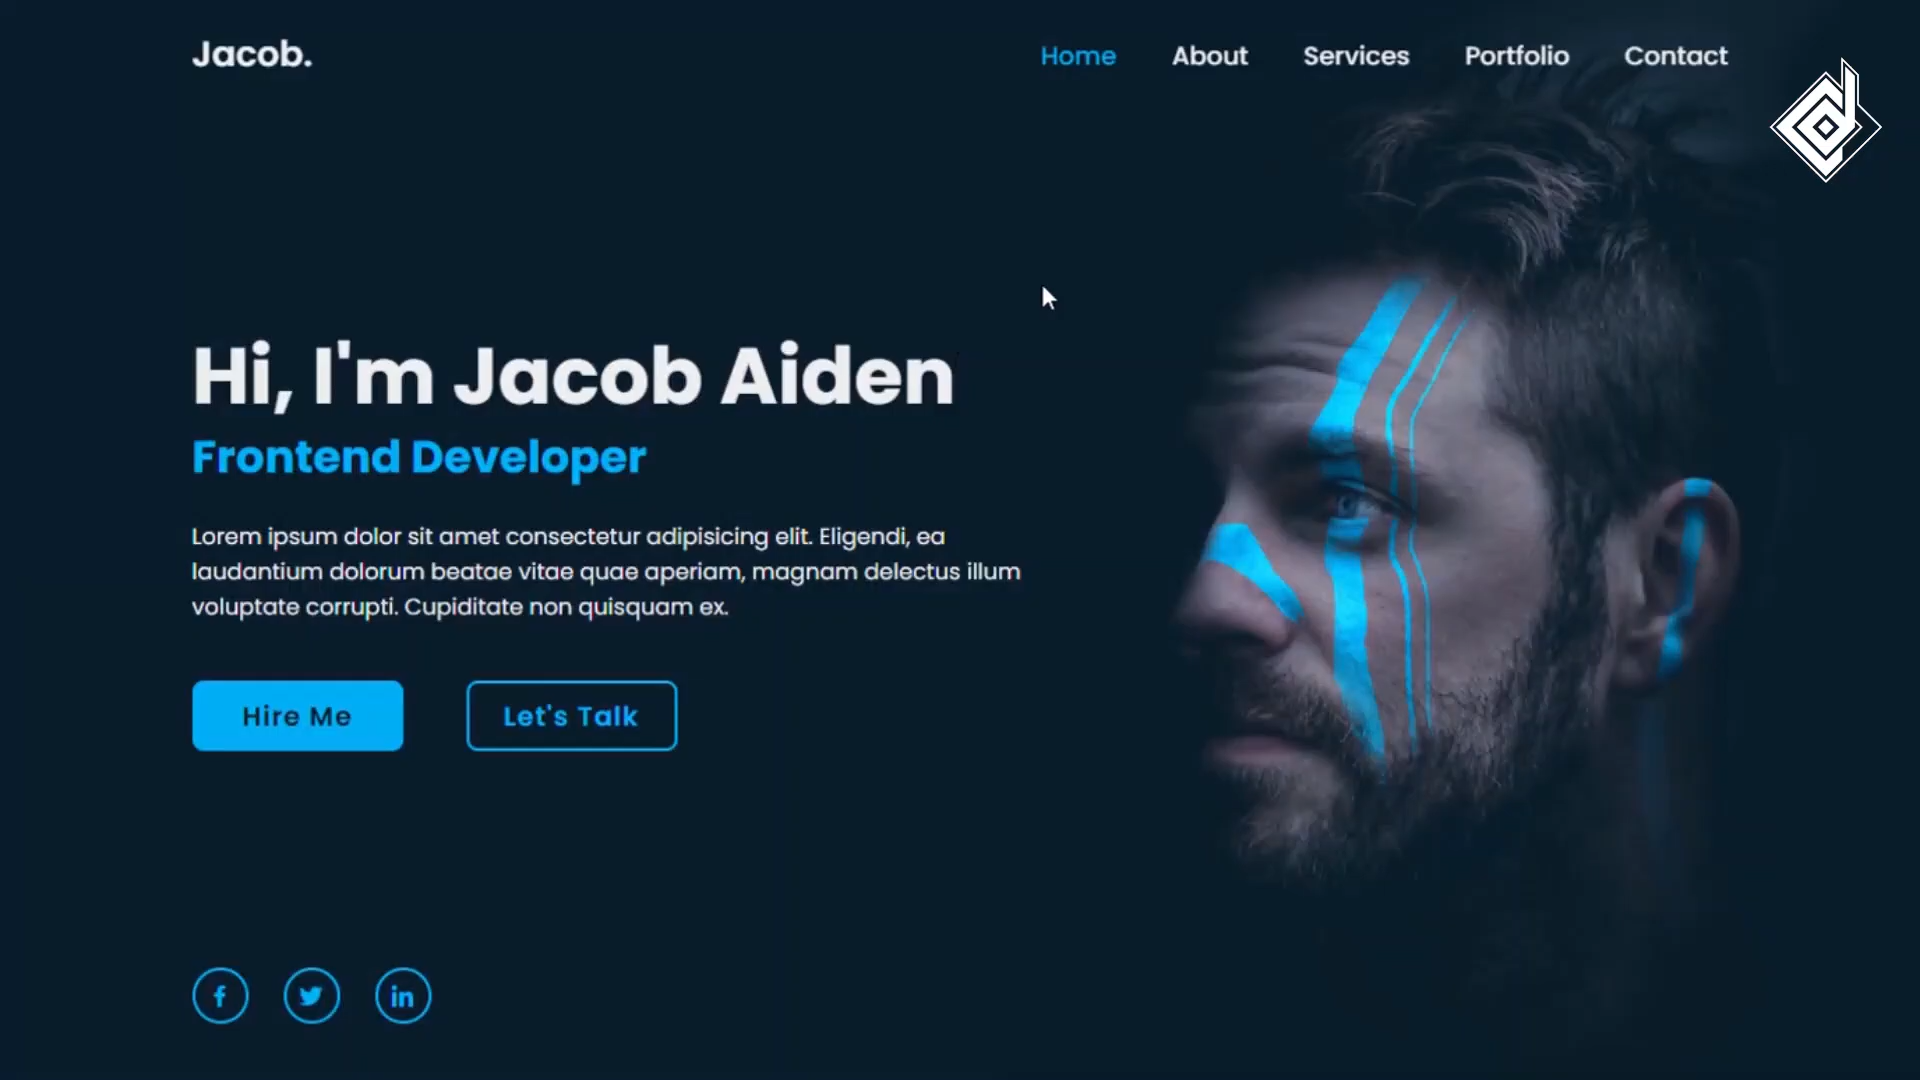 Jacob.
Home About Services Portfolio Contact
Hi, I'm Jacob Aiden
Frontend Developer
Lorem ipsum dolor sit amet consectetur adipisicing elit. Eligendi, ea
laudantium dolorum beatae vitae quae aperiam, magnam delectus illum
voluptate corrupti. Cupiditate non quisquam ex.
Hire Me
Let's Talk